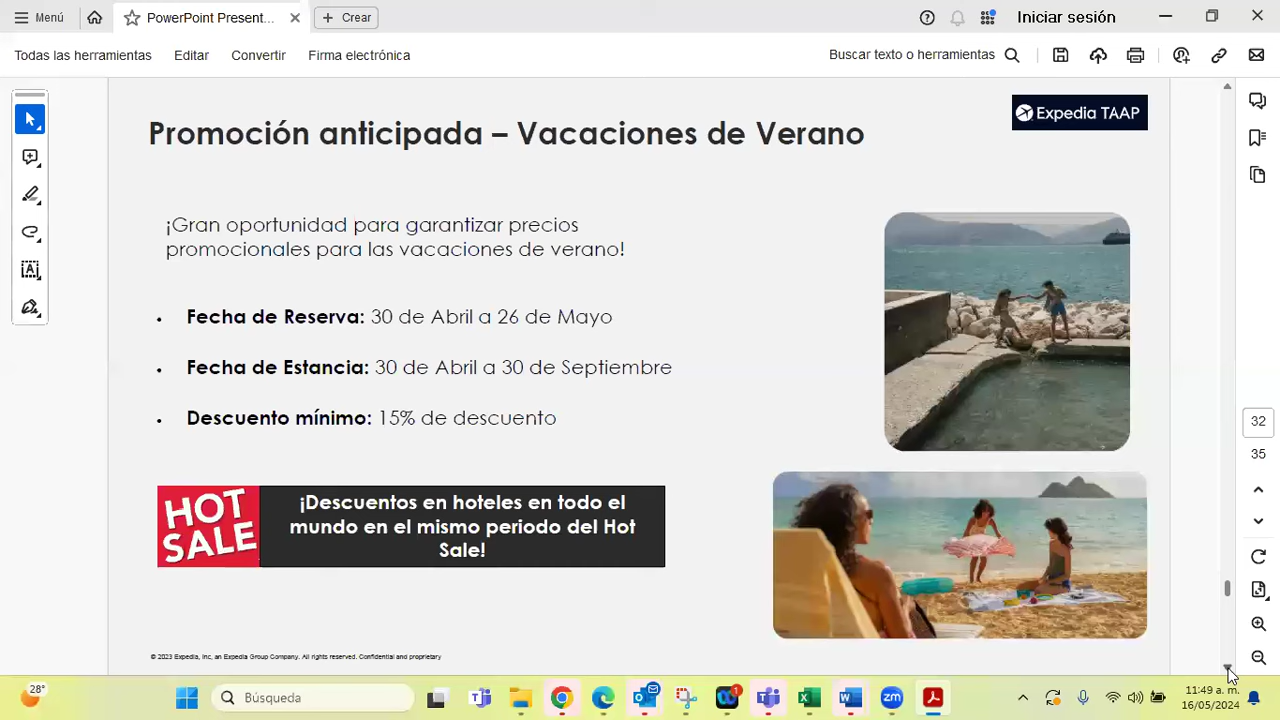 Menú
PowerPoint Present...
Crear
Iniciar sesión
Todas las herramientas
Editar
Convertir
Firma electrónica
Buscar texto o herramientas
Expedia TAAP
Promoción anticipada – Vacaciones de Verano
¡Gran oportunidad para garantizar precios
promocionales para las vacaciones de verano!
• Fecha de Reserva: 30 de Abril a 26 de Mayo
• Fecha de Estancia: 30 de Abril a 30 de Septiembre
• Descuento mínimo: 15% de descuento
HOT
SALE
¡Descuentos en hoteles en todo el
mundo en el mismo periodo del Hot
Sale!
© 2023 Expedia, Inc, an Expedia Group Company. All rights reserved. Confidential and proprietary
32
35
28°
Búsqueda
11:49 a. m.
16/05/2024